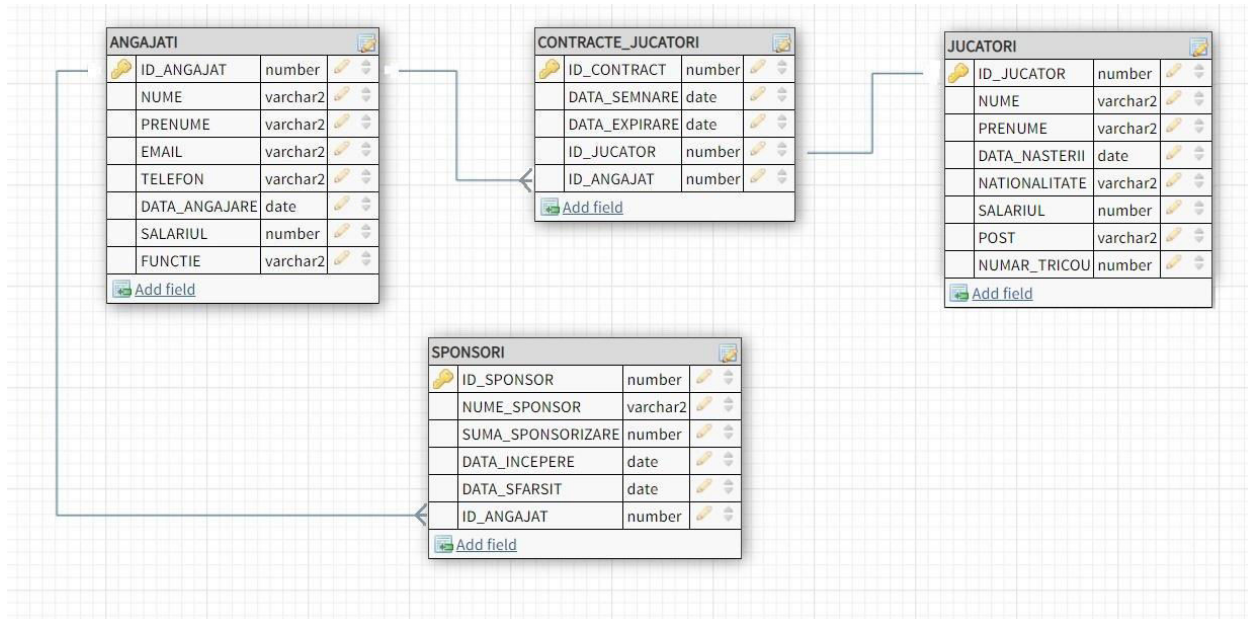 ANGAJATI
ID_ANGAJAT number
NUME varchar2
PRENUME varchar2
EMAIL varchar2
TELEFON varchar2
DATA_ANGAJARE date
SALARIUL number
FUNCTIE varchar2
Add field
CONTRACTE_JUCATORI
ID_CONTRACT number
DATA_SEMNARE date
DATA_EXPIRARE date
ID_JUCATOR number
ID_ANGAJAT number
Add field
JUCATORI
ID_JUCATOR number
NUME varchar2
PRENUME varchar2
DATA_NASTERII date
NATIONALITATE varchar2
SALARIUL number
POST varchar2
NUMAR_TRICOU number
Add field
SPONSORI
ID_SPONSOR number
NUME_SPONSOR varchar2
SUMA_SPONSORIZARE number
DATA_INCEPERE date
DATA_SFARSIT date
ID_ANGAJAT number
Add field